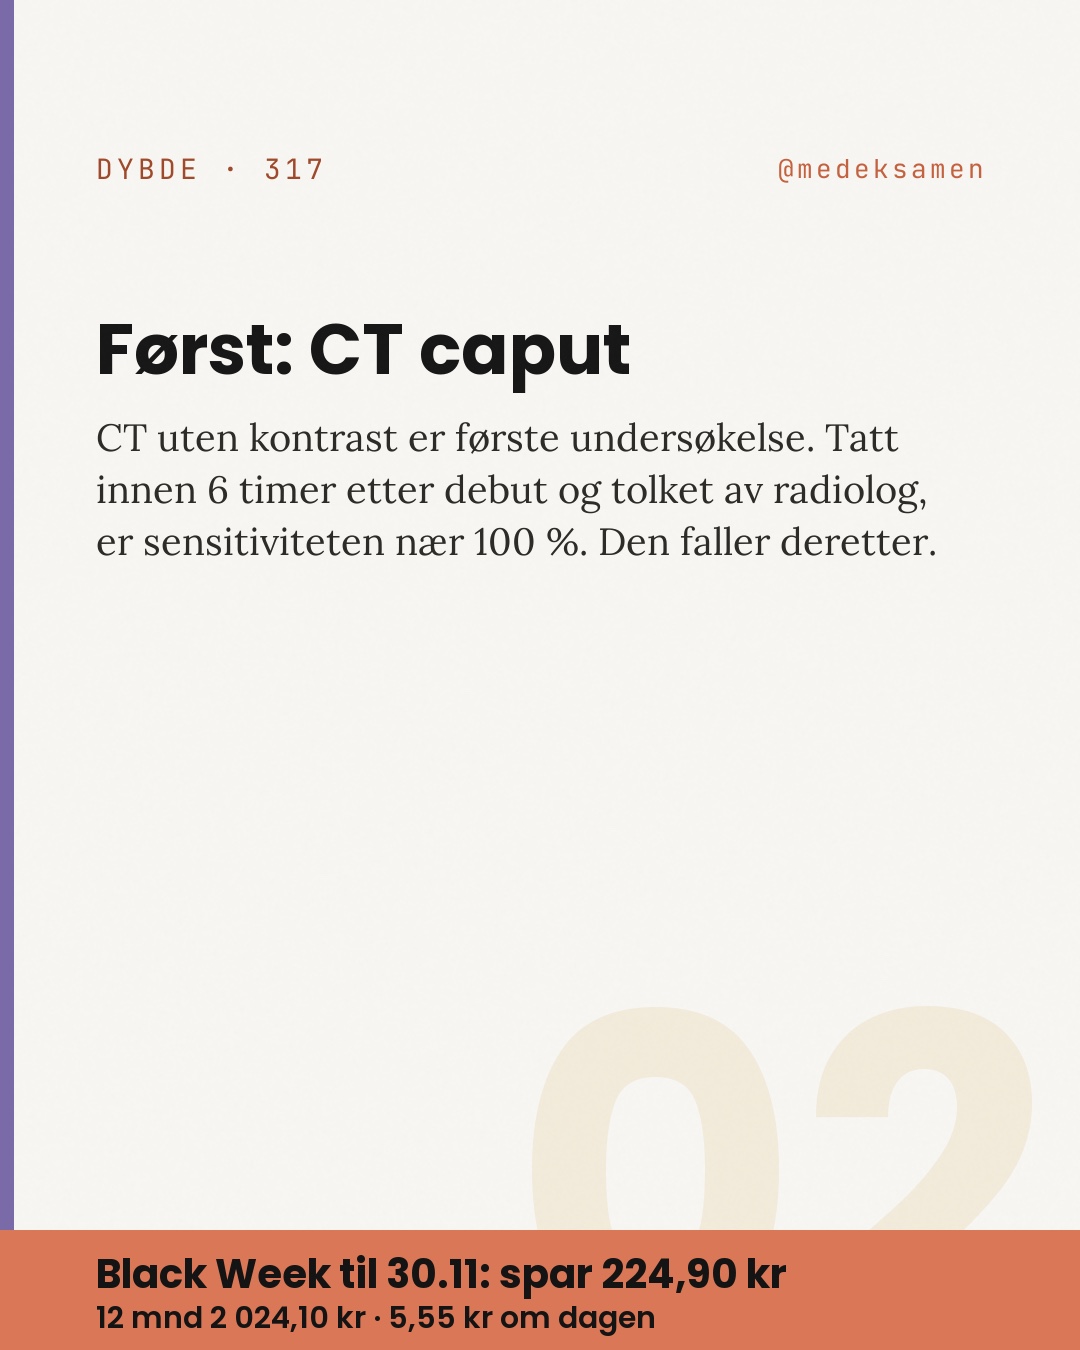 DYBDE · 317
@medeksamen
Først: CT caput
CT uten kontrast er første undersøkelse. Tatt
innen 6 timer etter debut og tolket av radiolog,
er sensitiviteten nær 100 %. Den faller deretter.
02
Black Week til 30.11: spar 224,90 kr
12 mnd 2 024,10 kr · 5,55 kr om dagen